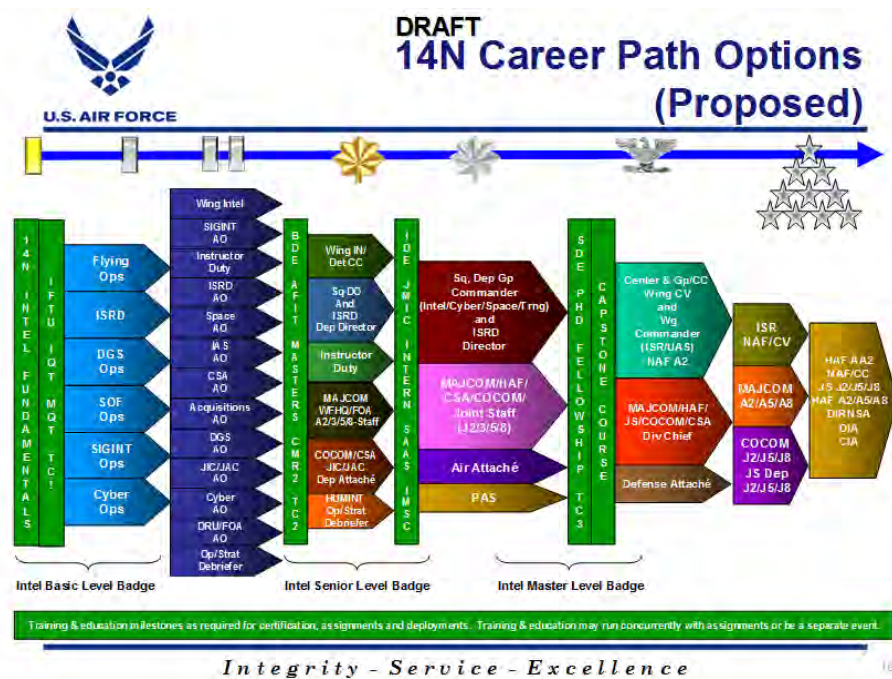 DRAFT
14N Career Path Options
(Proposed)
U.S. AIR FORCE
14N INTEL FUNDAMENTALS
IFTU IQT MQT TC1
Flying
Ops
ISRD
DGS
Ops
SOF
Ops
SIGINT
Ops
Cyber
Ops
Wing Intel
SIGINT
AO
Instructor
Duty
ISRD
AO
Space
AO
IAS
AO
CSA
AO
Acquisitions
AO
DGS
AO
JIC/JAC
AO
Cyber
AO
DRU/FOA
AO
Op/Strat
Debriefer
BDE AFIT MASTERS CMR2 TC2
Wing IN/
Det CC
Sq-DO
And
ISRD
Dep Director
Instructor
Duty
MAJCOM
WFHQ/FOA
A2/3/5/8-Staff
COCOM/CSA
JIC/JAC
Dep Attaché
HUMINT
Op/Strat
Debriefer
IDE JMIC INTERN SAAS IMSC
Sq, Dep Gp
Commander
(Intel/Cyber/Space/Trng)
and
ISRD
Director
MAJCOM/HAF/
CSA/COCOM/
Joint Staff
(J2/3/5/8)
Air Attaché
PAS
SDE PHD FELLOWSHIP TC3
CAPSTONE COURSE
Center & Gp/CC
Wing CV
and
Wg
Commander
(ISR/UAS)
NAF A2
MAJCOM/HAF/
JS/COCOM/CSA
Div Chief
Defense Attaché
ISR
NAF/CV
MAJCOM
A2/A5/A8
COCOM
J2/J5/J8
JS Dep
J2/J5/J8
HAF AA2
NAF/CC
JS J2/J5/J8
HAF A2/A5/A8
DIRNSA
DIA
CIA
Intel Basic Level Badge
Intel Senior Level Badge
Intel Master Level Badge
Training & education milestones as required for certification, assignments and deployments. Training & education may run concurrently with assignments or be a separate event.
Integrity - Service - Excellence